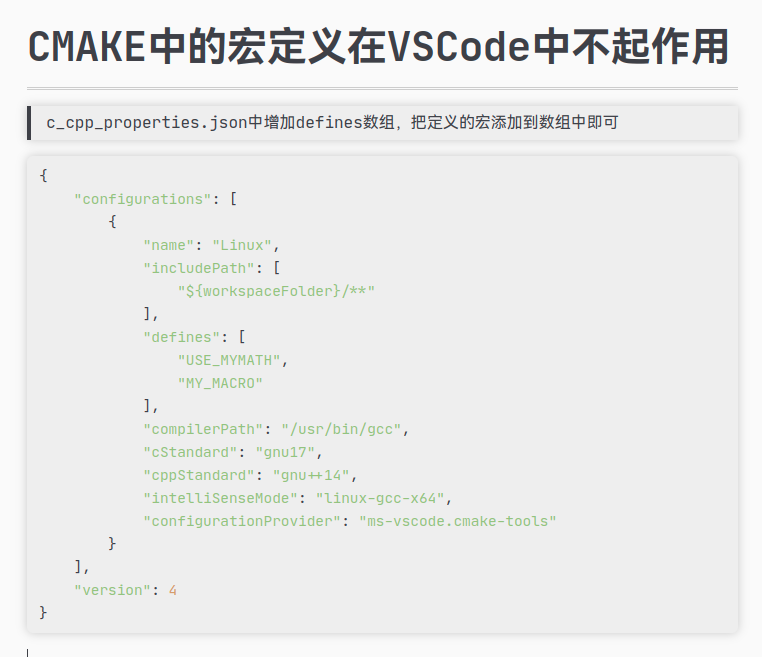 CMAKE中的宏定义在VSCode中不起作用
c_cpp_properties.json中增加defines数组，把定义的宏添加到数组中即可
{
    "configurations": [
        {
            "name": "Linux",
            "includePath": [
                "${workspaceFolder}/**"
            ],
            "defines": [
                "USE_MYMATH",
                "MY_MACRO"
            ],
            "compilerPath": "/usr/bin/gcc",
            "cStandard": "gnu17",
            "cppStandard": "gnu++14",
            "intelliSenseMode": "linux-gcc-x64",
            "configurationProvider": "ms-vscode.cmake-tools"
        }
    ],
    "version": 4
}